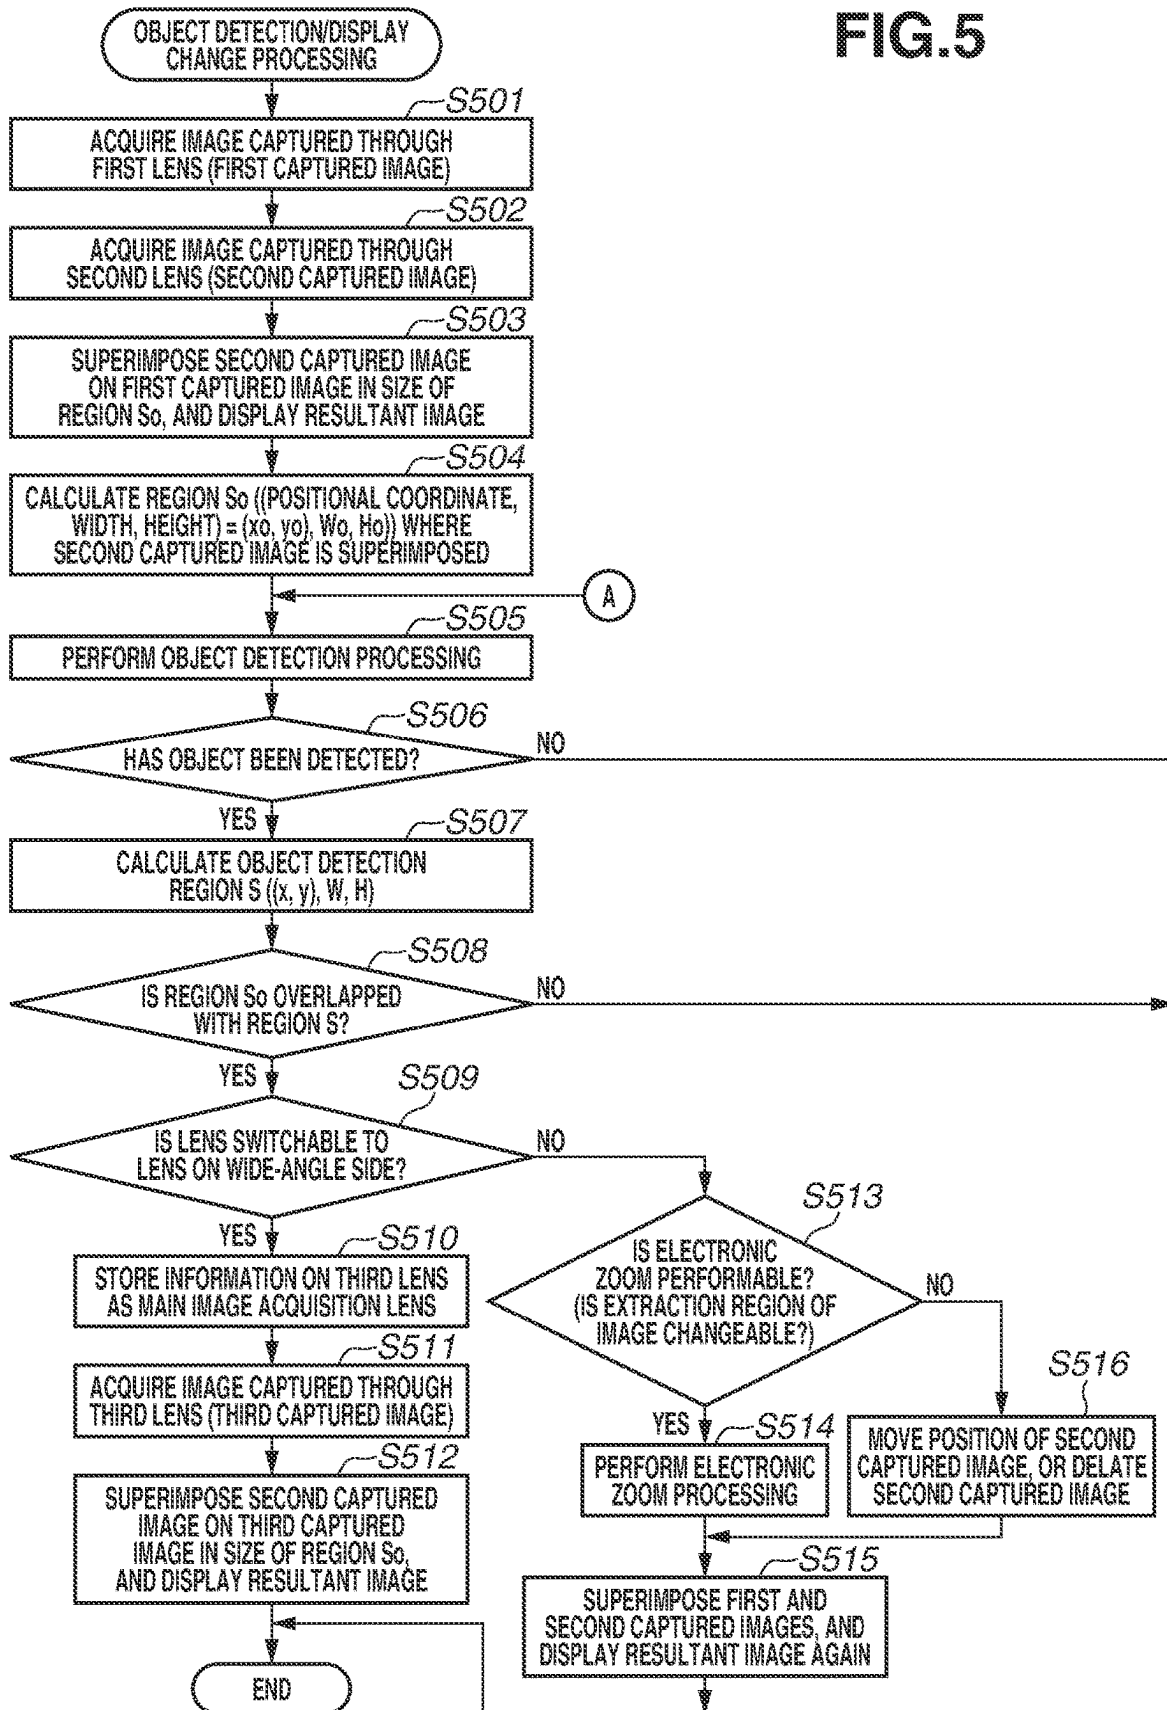 FIG.5
OBJECT DETECTION/DISPLAY
CHANGE PROCESSING
S501
ACQUIRE IMAGE CAPTURED THROUGH
FIRST LENS (FIRST CAPTURED IMAGE)
S502
ACQUIRE IMAGE CAPTURED THROUGH
SECOND LENS (SECOND CAPTURED IMAGE)
S503
SUPERIMPOSE SECOND CAPTURED IMAGE
ON FIRST CAPTURED IMAGE IN SIZE OF
REGION So, AND DISPLAY RESULTANT IMAGE
S504
CALCULATE REGION So ((POSITIONAL COORDINATE,
WIDTH, HEIGHT) = (xo, yo), Wo, Ho)) WHERE
SECOND CAPTURED IMAGE IS SUPERIMPOSED
A
S505
PERFORM OBJECT DETECTION PROCESSING
S506
HAS OBJECT BEEN DETECTED?
NO
YES
S507
CALCULATE OBJECT DETECTION
REGION S ((x, y), W, H)
S508
IS REGION So OVERLAPPED
WITH REGION S?
NO
YES
S509
IS LENS SWITCHABLE TO
LENS ON WIDE-ANGLE SIDE?
NO
YES
S510
STORE INFORMATION ON THIRD LENS
AS MAIN IMAGE ACQUISITION LENS
S511
ACQUIRE IMAGE CAPTURED THROUGH
THIRD LENS (THIRD CAPTURED IMAGE)
S512
SUPERIMPOSE SECOND CAPTURED
IMAGE ON THIRD CAPTURED
IMAGE IN SIZE OF REGION So,
AND DISPLAY RESULTANT IMAGE
END
S513
IS ELECTRONIC
ZOOM PERFORMABLE?
(IS EXTRACTION REGION OF
IMAGE CHANGEABLE?)
NO
YES
S514
PERFORM ELECTRONIC
ZOOM PROCESSING
S516
MOVE POSITION OF SECOND
CAPTURED IMAGE, OR DELATE
SECOND CAPTURED IMAGE
S515
SUPERIMPOSE FIRST AND
SECOND CAPTURED IMAGES, AND
DISPLAY RESULTANT IMAGE AGAIN